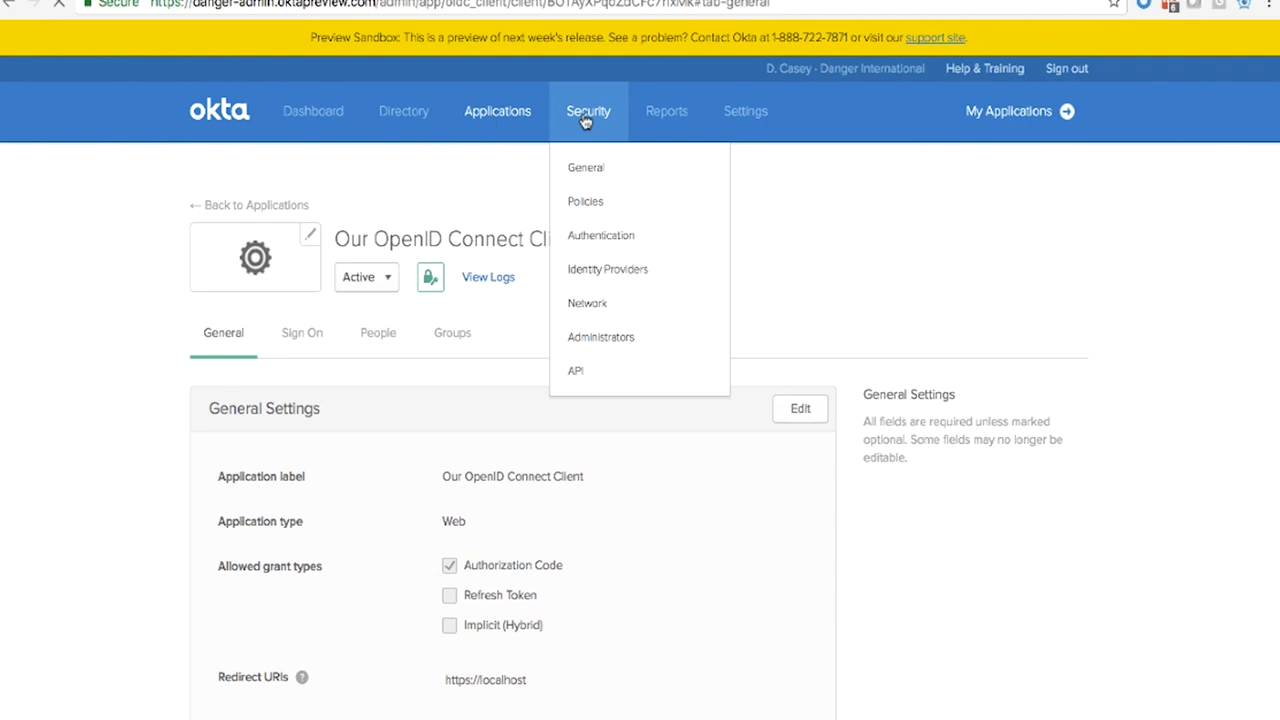 Secure https://danger-admin.oktapreview.com/admin/app/oidc_client/client/
#tab-general
6
Preview Sandbox: This is a preview of next week's release. See a problem? Contact Okta at 1-888-722-7871 or visit our support site.
D. Casey - Danger International Help & Training Sign out
okta Dashboard Directory Applications Security Reports Settings My Applications
General
Policies
Authentication
Identity Providers
Network
Administrators
API
← Back to Applications
Our OpenID Connect Cli
Active View Logs
General Sign On People Groups
General Settings Edit
Application label Our OpenID Connect Client
Application type Web
Allowed grant types Authorization Code
Refresh Token
Implicit (Hybrid)
Redirect URIs ? https://localhost
General Settings
All fields are required unless marked
optional. Some fields may no longer be
editable.